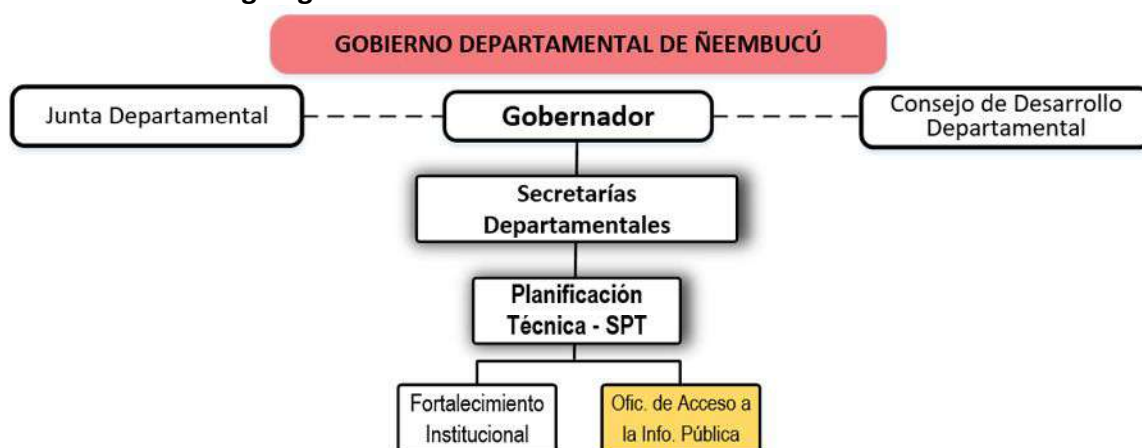 GOBIERNO DEPARTAMENTAL DE ÑEEMBUCÚ
Junta Departamental
Gobernador
Consejo de Desarrollo
Departamental
Secretarías
Departamentales
Planificación
Técnica - SPT
Fortalecimiento
Institucional
Ofic. de Acceso a
la Info. Pública